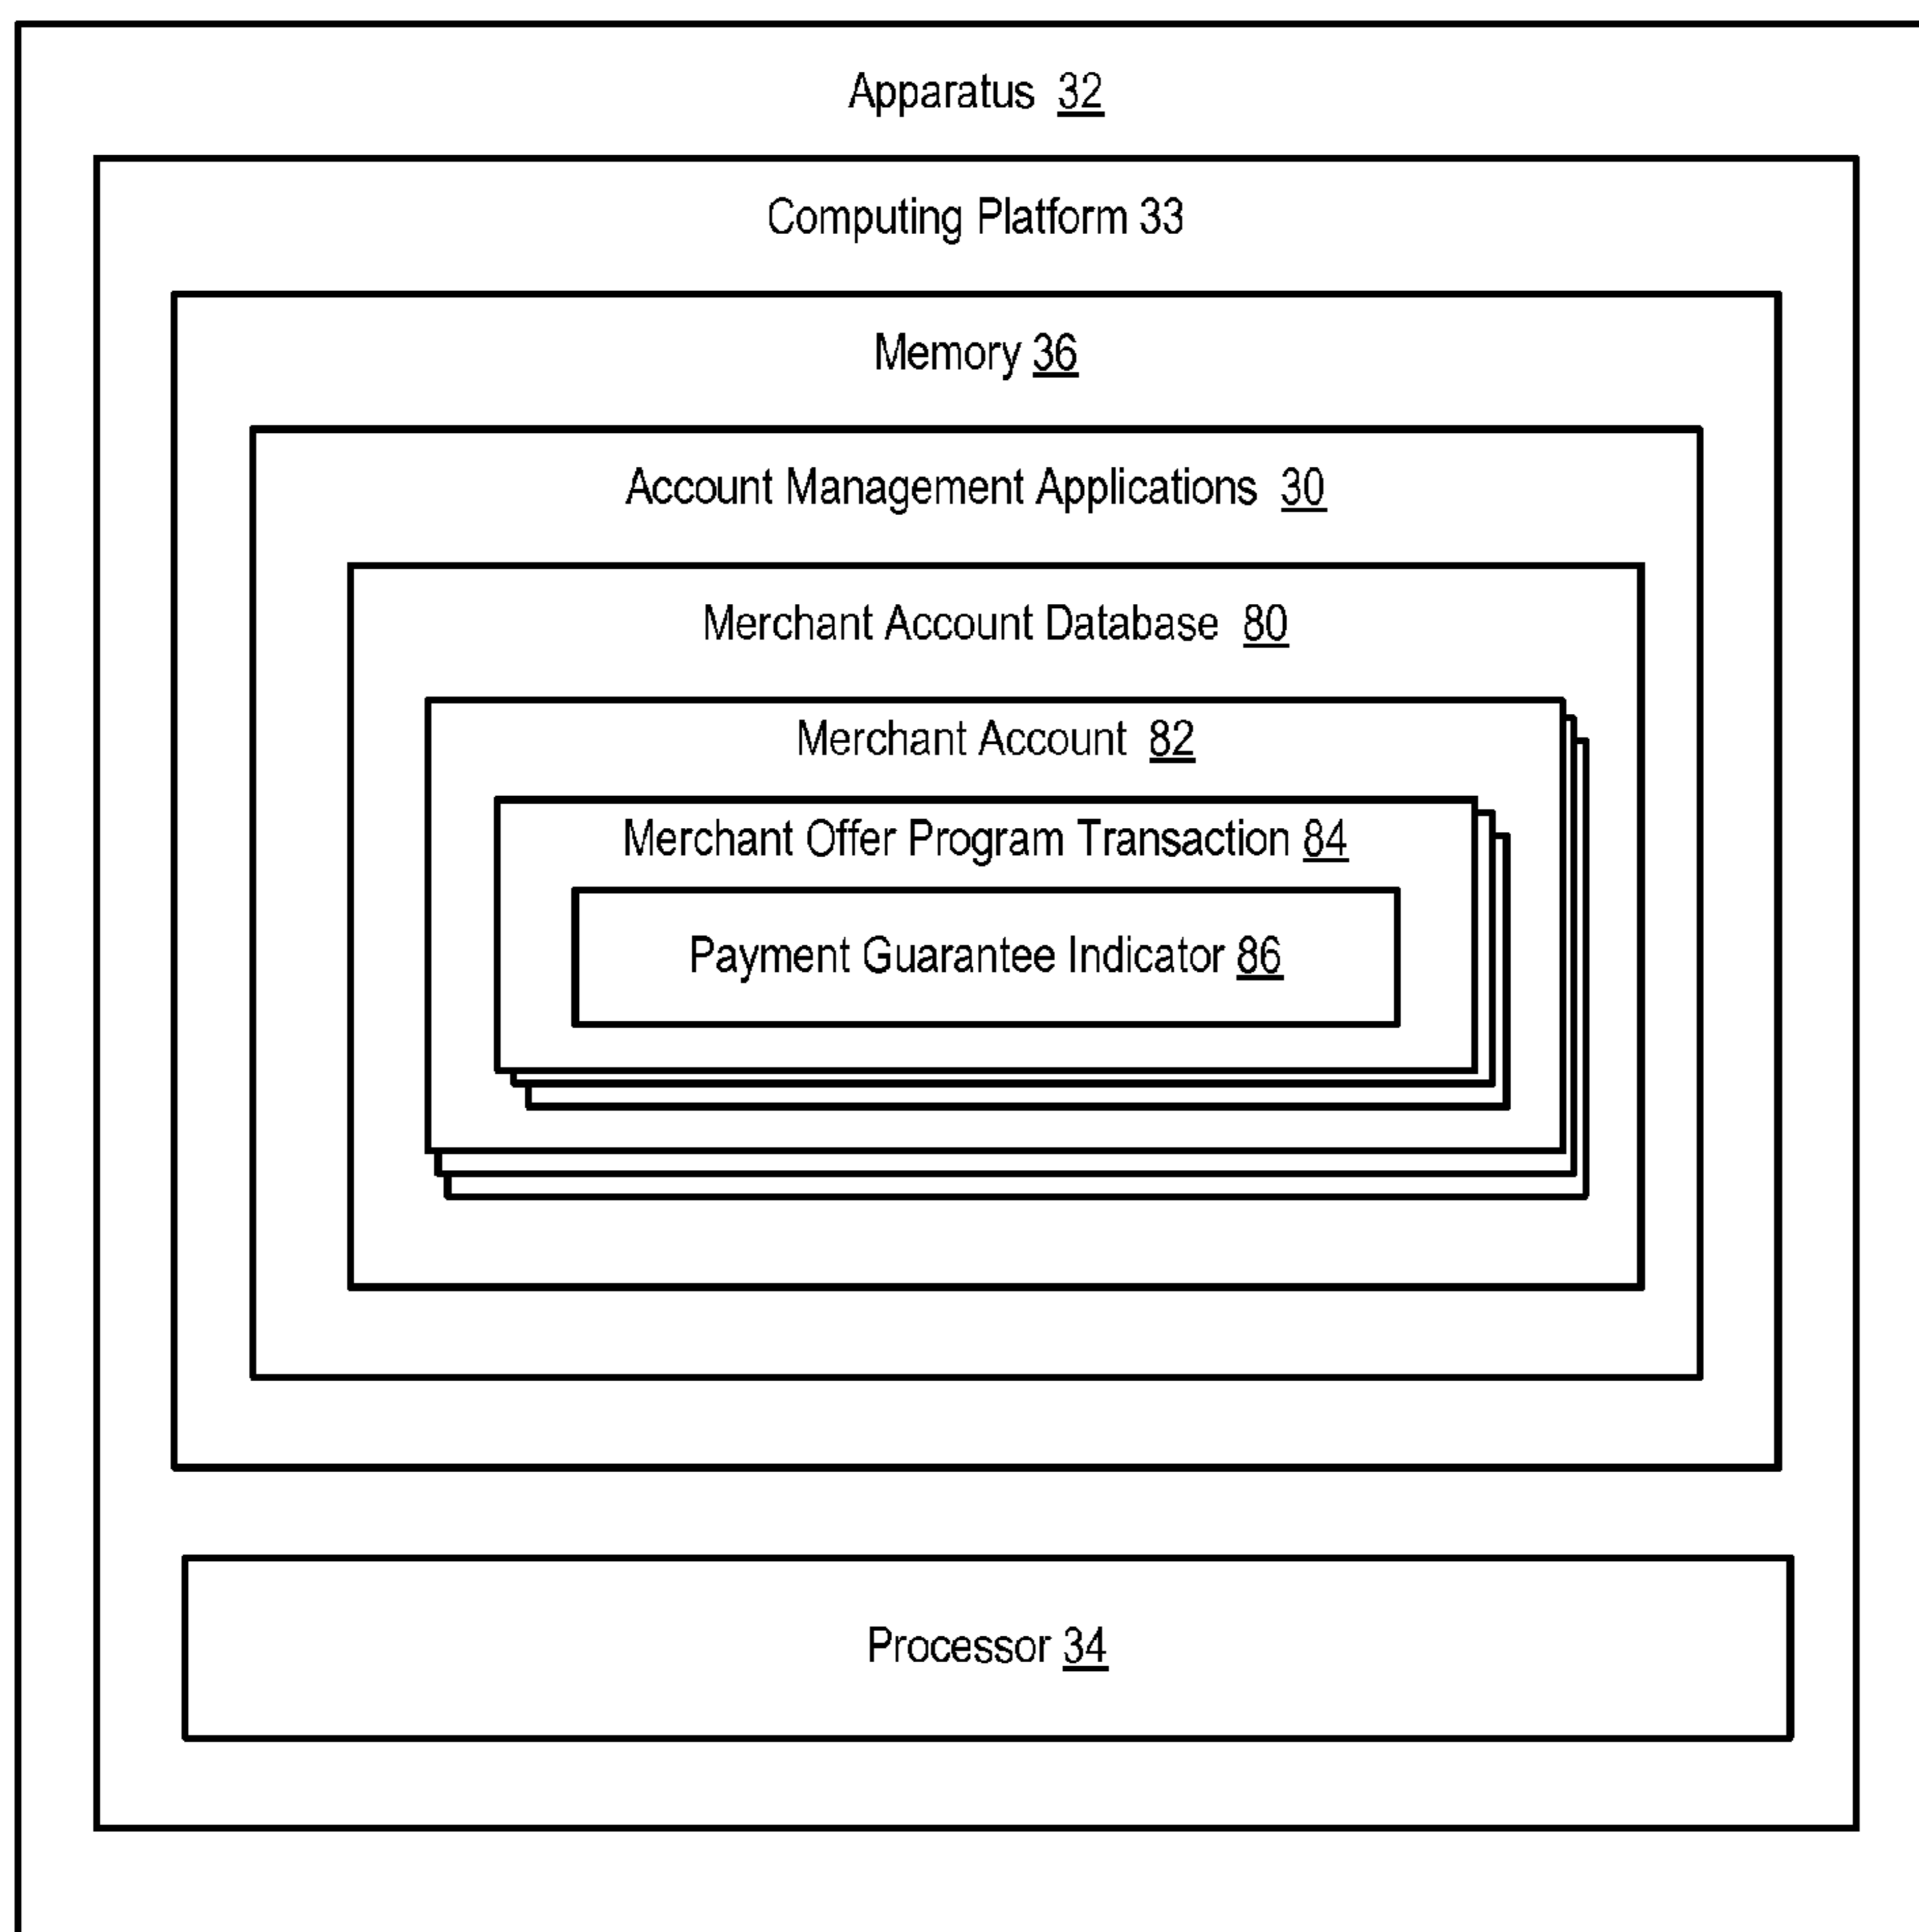 Apparatus 32
Computing Platform 33
Memory 36
Account Management Applications 30
Merchant Account Database 80
Merchant Account 82
Merchant Offer Program Transaction 84
Payment Guarantee Indicator 86
Processor 34